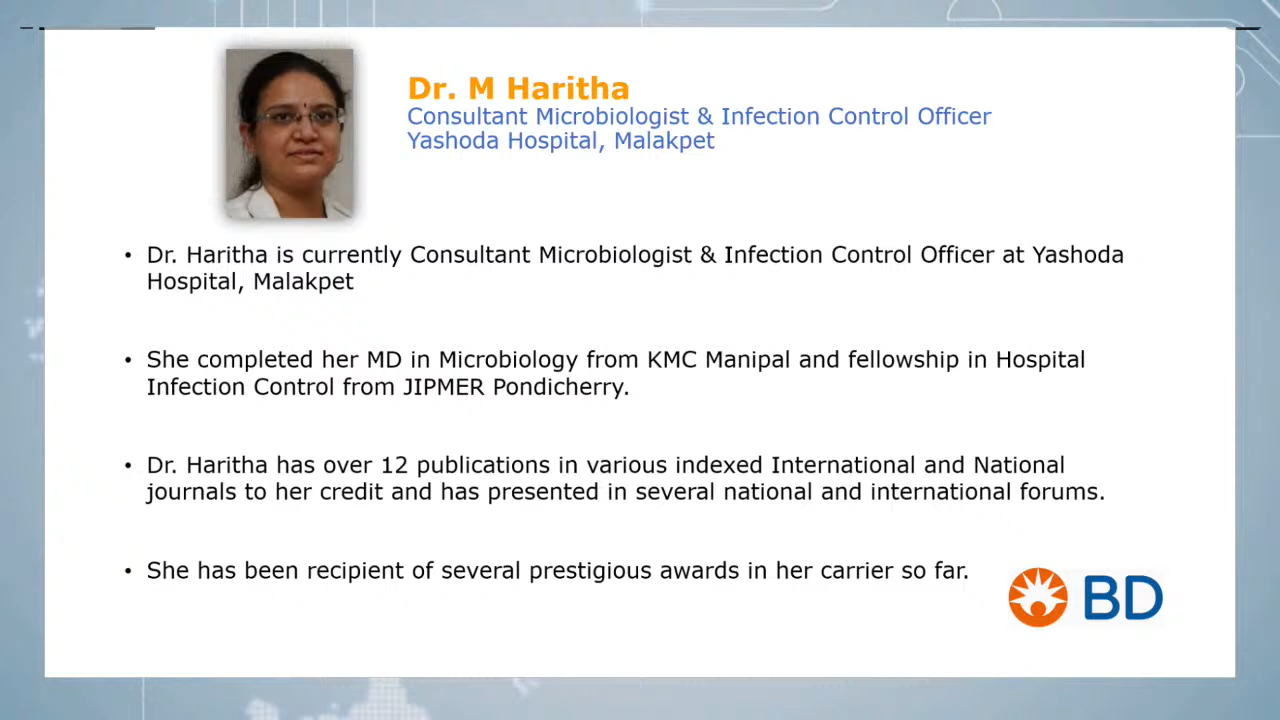 Dr. M Haritha
Consultant Microbiologist & Infection Control Officer
Yashoda Hospital, Malakpet
• Dr. Haritha is currently Consultant Microbiologist & Infection Control Officer at Yashoda
Hospital, Malakpet
• She completed her MD in Microbiology from KMC Manipal and fellowship in Hospital
Infection Control from JIPMER Pondicherry.
• Dr. Haritha has over 12 publications in various indexed International and National
journals to her credit and has presented in several national and international forums.
• She has been recipient of several prestigious awards in her carrier so far.
BD